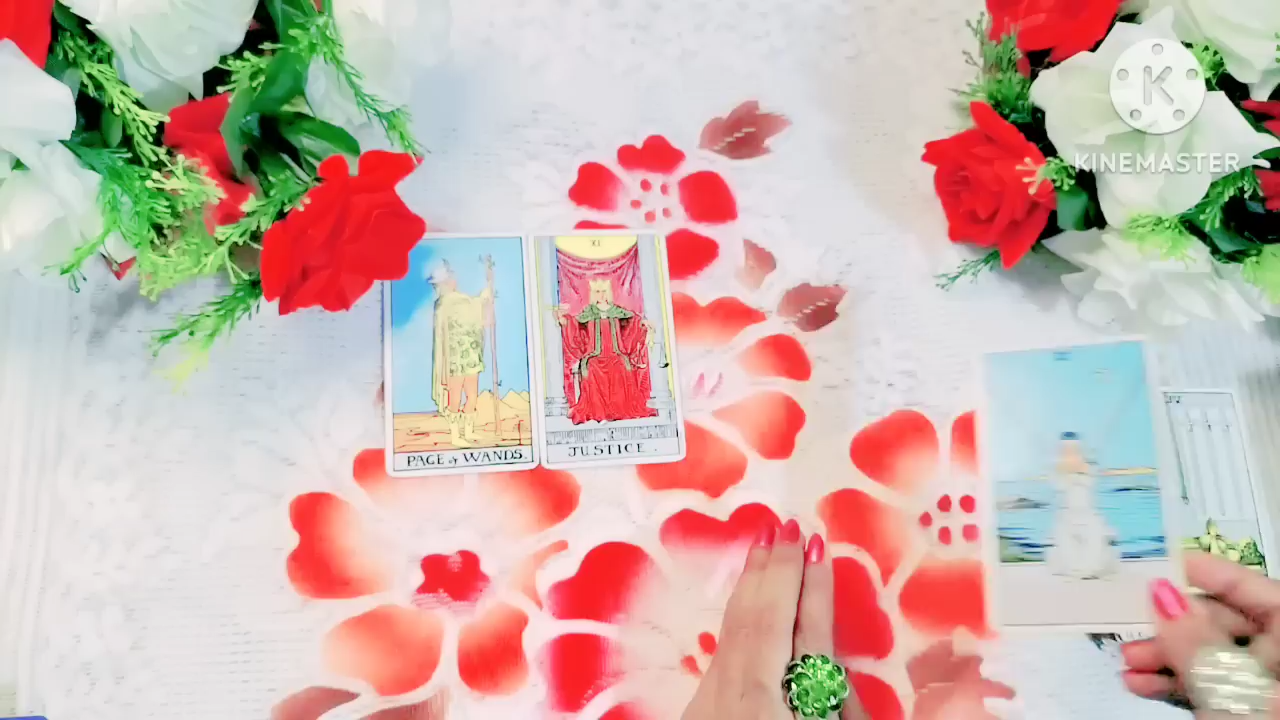 K
KINEMASTER
XI
PAGE of WANDS.
JUSTICE.